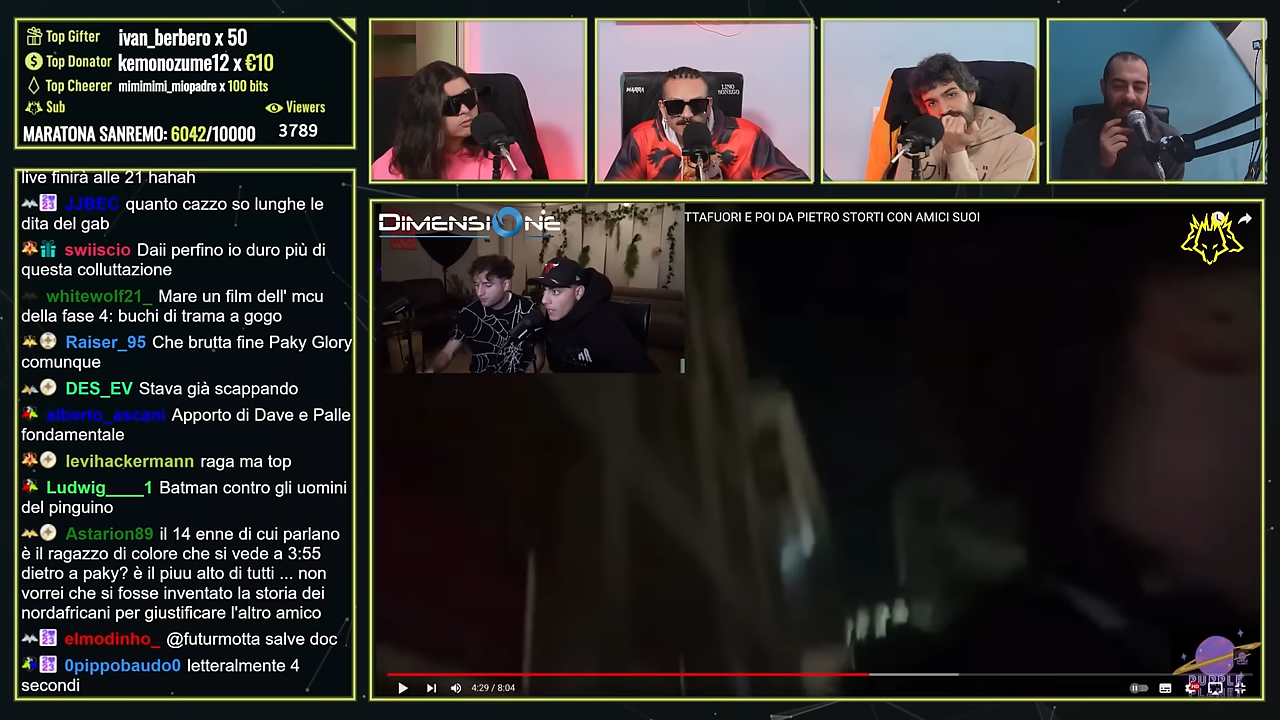 Top Gifter ivan_berbero x 50
Top Donator kemonozume12 x €10
Top Cheerer mimimimi_miopadre x 100 bits
Sub Viewers
MARATONA SANREMO: 6042/10000 3789
live finirà alle 21 hahah
JJBEC quanto cazzo so lunghe le
dita del gab
swiiscio Daii perfino io duro più di
questa colluttazione
whitewolf21_ Mare un film dell' mcu
della fase 4: buchi di trama a gogo
Raiser_95 Che brutta fine Paky Glory
comunque
DES_EV Stava già scappando
alberto_ascani Apporto di Dave e Palle
fondamentale
levihackermann raga ma top
Ludwig____1 Batman contro gli uomini
del pinguino
Astarion89 il 14 enne di cui parlano
è il ragazzo di colore che si vede a 3:55
dietro a paky? è il piuu alto di tutti ... non
vorrei che si fosse inventato la storia dei
nordafricani per giustificare l'altro amico
elmodinho_ @futurmotta salve doc
0pippobaudo0 letteralmente 4
secondi
MARRA
LINO
SONEGO
DIMENSIONE
TTAFUORI E POI DA PIETRO STORTI CON AMICI SUOI
4:29 / 8:04
HD
PURPLE
PLANET